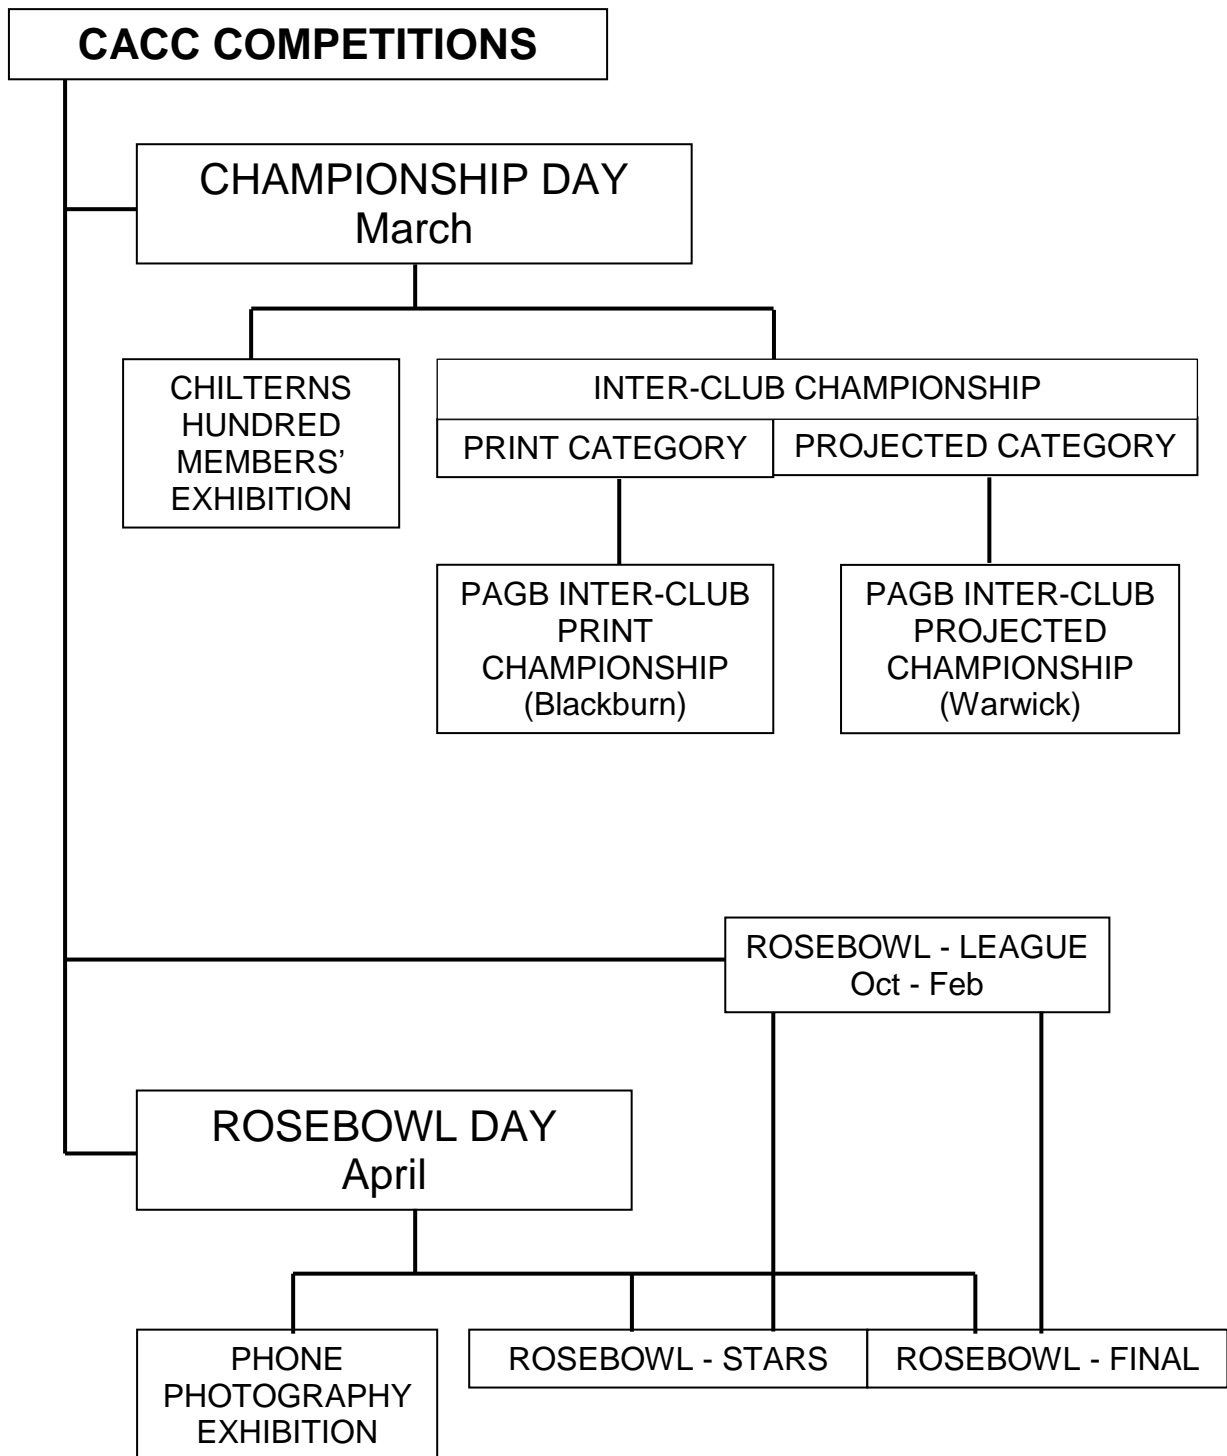 CACC COMPETITIONS
CHAMPIONSHIP DAY
March
CHILTERNS
HUNDRED
MEMBERS'
EXHIBITION
INTER-CLUB CHAMPIONSHIP
PRINT CATEGORY
PROJECTED CATEGORY
PAGB INTER-CLUB
PRINT
CHAMPIONSHIP
(Blackburn)
PAGB INTER-CLUB
PROJECTED
CHAMPIONSHIP
(Warwick)
ROSEBOWL - LEAGUE
Oct - Feb
ROSEBOWL DAY
April
PHONE
PHOTOGRAPHY
EXHIBITION
ROSEBOWL - STARS
ROSEBOWL - FINAL